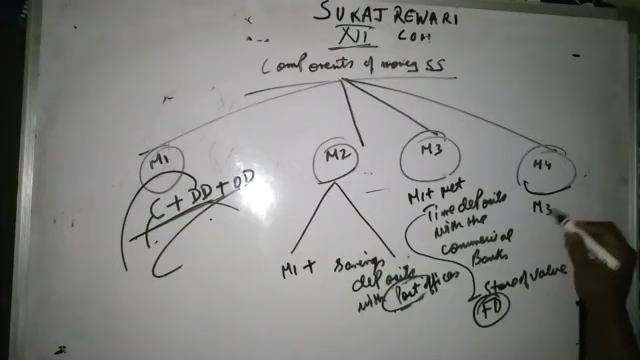 SURAJ REWARI
XII COM
Components of money SS
M1
M2
M3
M4
C + DD + OD
M1 + savings
deposits
with Post offices
M1 + net
Time deposits
with the
commercial
Banks
Store of value
FD
M3